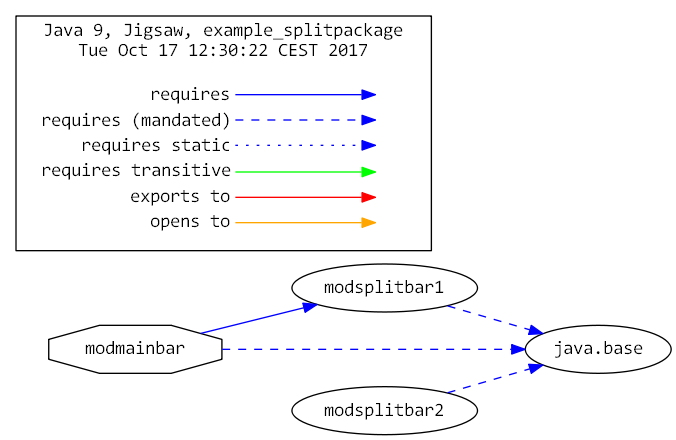 Java 9, Jigsaw, example_splitpackage
Tue Oct 17 12:30:22 CEST 2017
requires
requires (mandated)
requires static
requires transitive
exports to
opens to
modsplitbar1
modmainbar
java.base
modsplitbar2